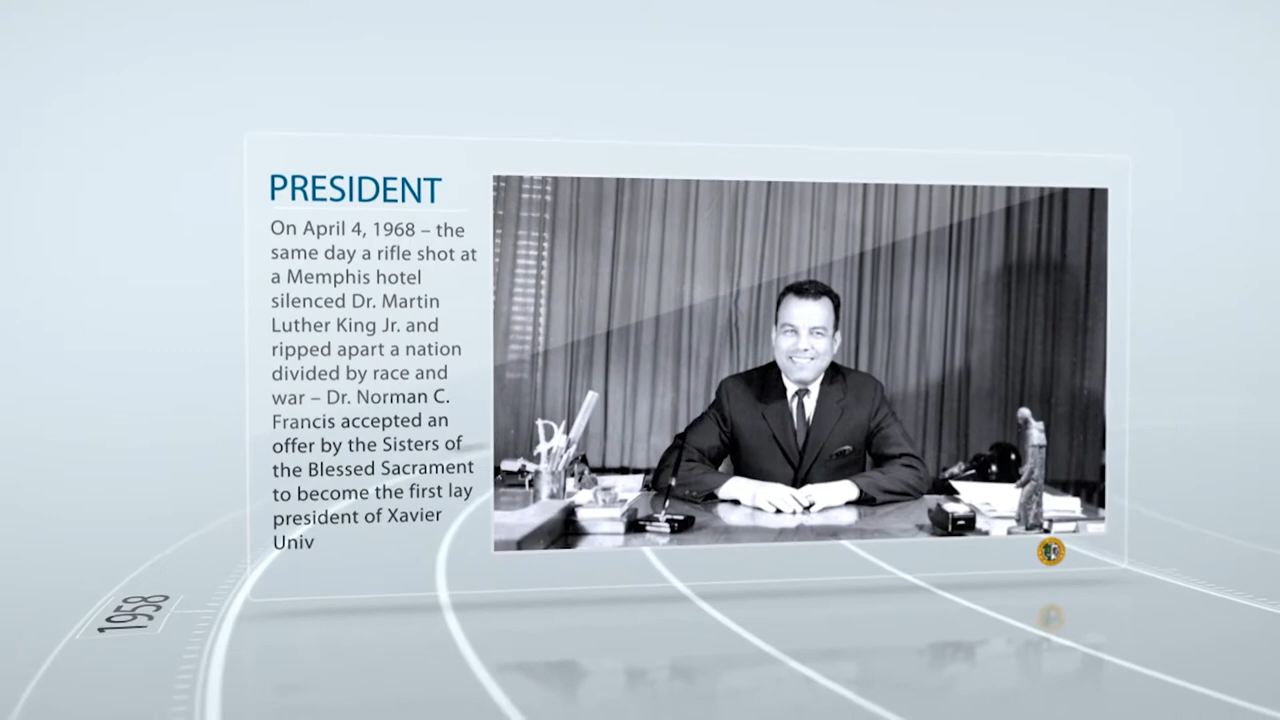 PRESIDENT
On April 4, 1968 – the
same day a rifle shot at
a Memphis hotel
silenced Dr. Martin
Luther King Jr. and
ripped apart a nation
divided by race and
war – Dr. Norman C.
Francis accepted an
offer by the Sisters of
the Blessed Sacrament
to become the first lay
president of Xavier
Univ
1958